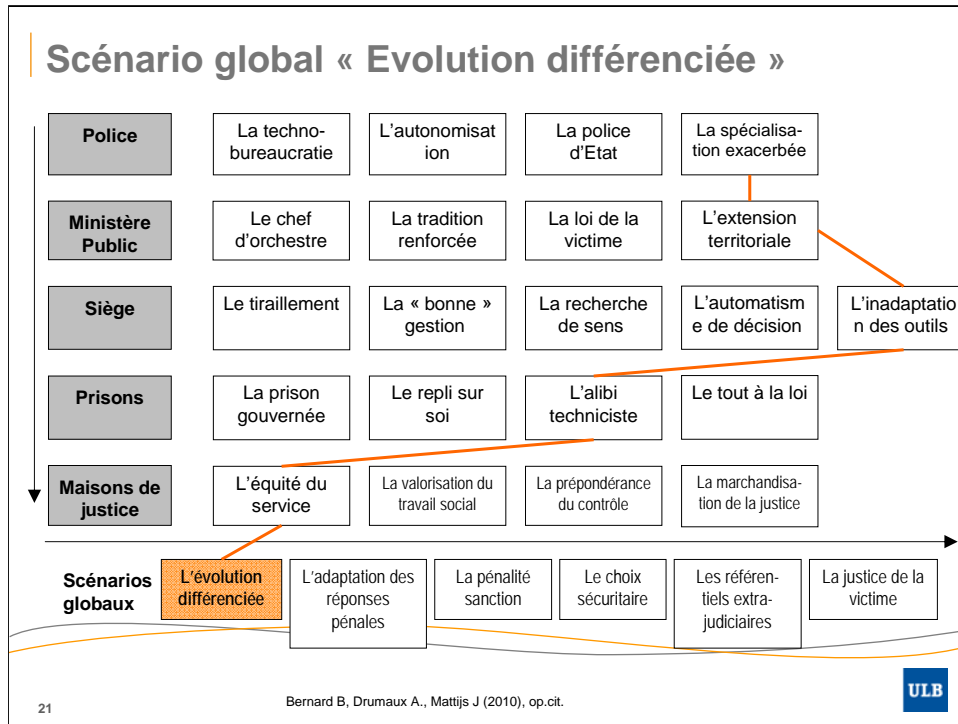 Scénario global « Evolution différenciée »
Police
La techno-
bureaucratie
L'autonomisat
ion
La police
d'Etat
La spécialisa-
tion exacerbée
Ministère
Public
Le chef
d'orchestre
La tradition
renforcée
La loi de la
victime
L'extension
territoriale
Siège
Le tiraillement
La « bonne »
gestion
La recherche
de sens
L'automatism
e de décision
L'inadaptatio
n des outils
Prisons
La prison
gouvernée
Le repli sur
soi
L'alibi
techniciste
Le tout à la loi
Maisons de
justice
L'équité du
service
La valorisation du
travail social
La prépondérance
du contrôle
La marchandisa-
tion de la justice
Scénarios
globaux
L'évolution
différenciée
L'adaptation des
réponses
pénales
La pénalité
sanction
Le choix
sécuritaire
Les référen-
tiels extra-
judiciaires
La justice de la
victime
21
Bernard B, Drumaux A., Mattijs J (2010), op.cit.
ULB